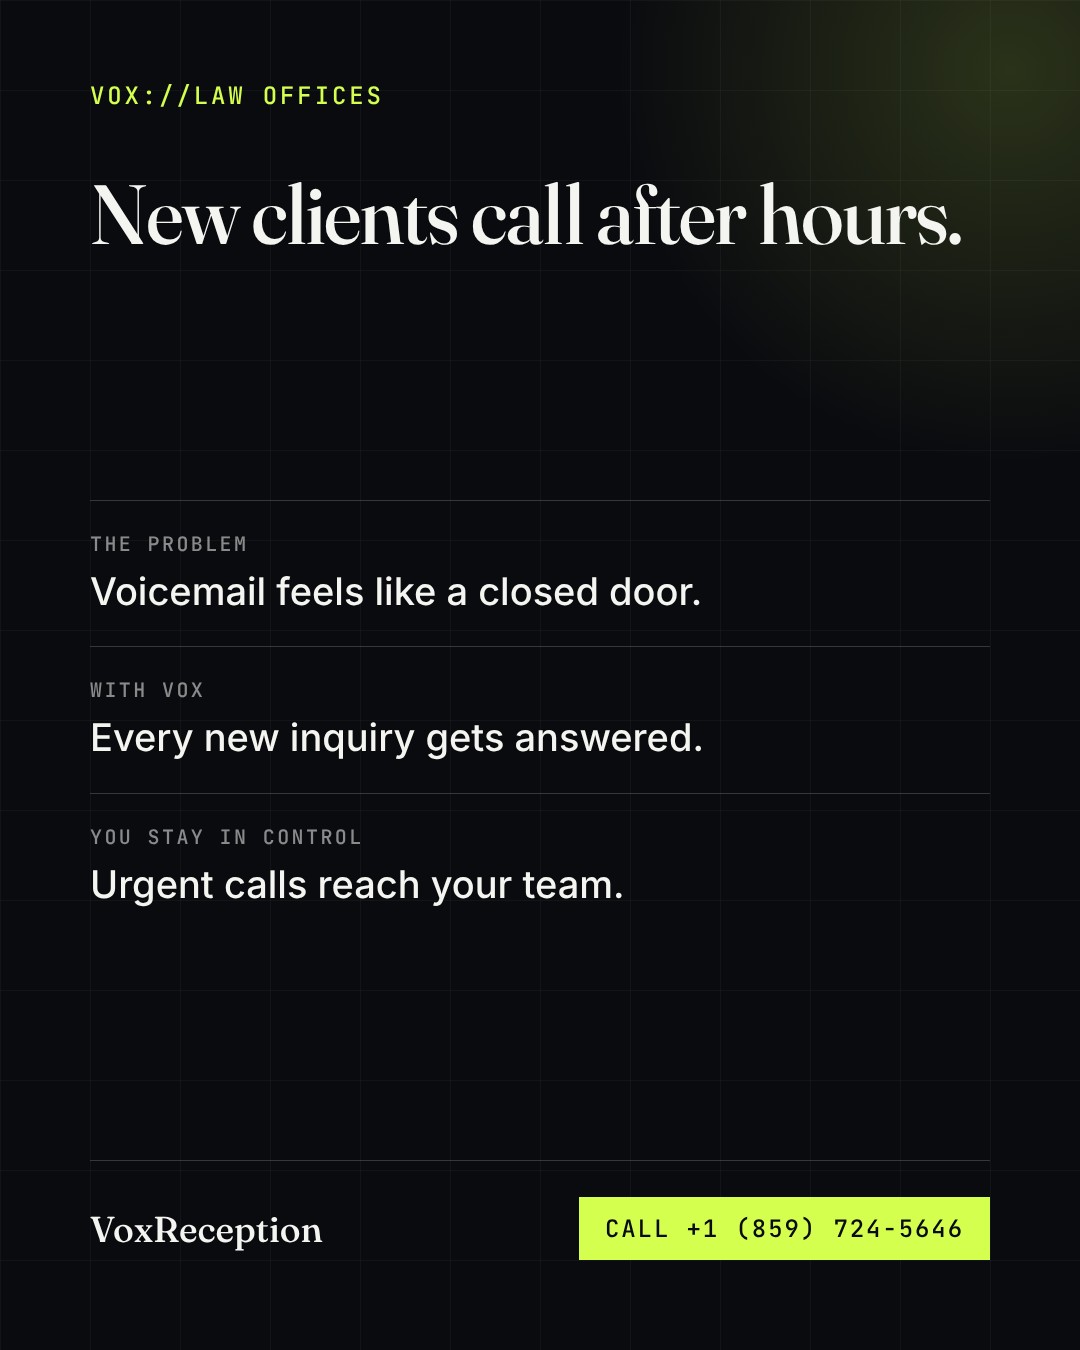 VOX://LAW OFFICES
New clients call after hours.
THE PROBLEM
Voicemail feels like a closed door.
WITH VOX
Every new inquiry gets answered.
YOU STAY IN CONTROL
Urgent calls reach your team.
VoxReception
CALL +1 (859) 724-5646